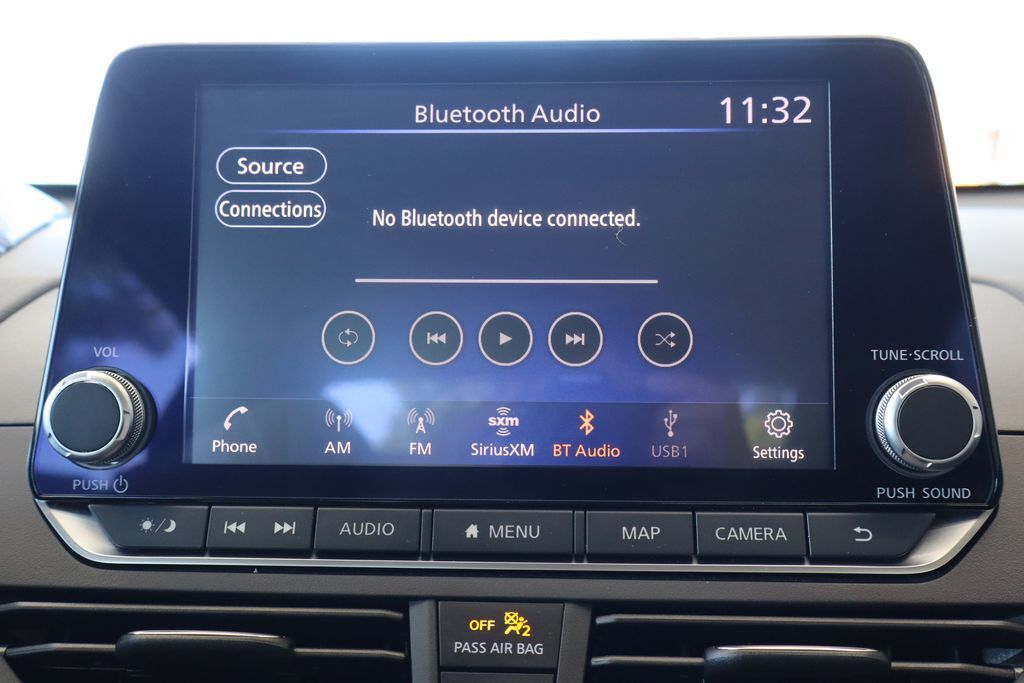 Bluetooth Audio
11:32
Source
Connections
No Bluetooth device connected.
VOL
TUNE·SCROLL
Phone
AM
FM
sxm
SiriusXM
BT Audio
USB1
Settings
PUSH
PUSH SOUND
AUDIO
MENU
MAP
CAMERA
OFF 2
PASS AIR BAG